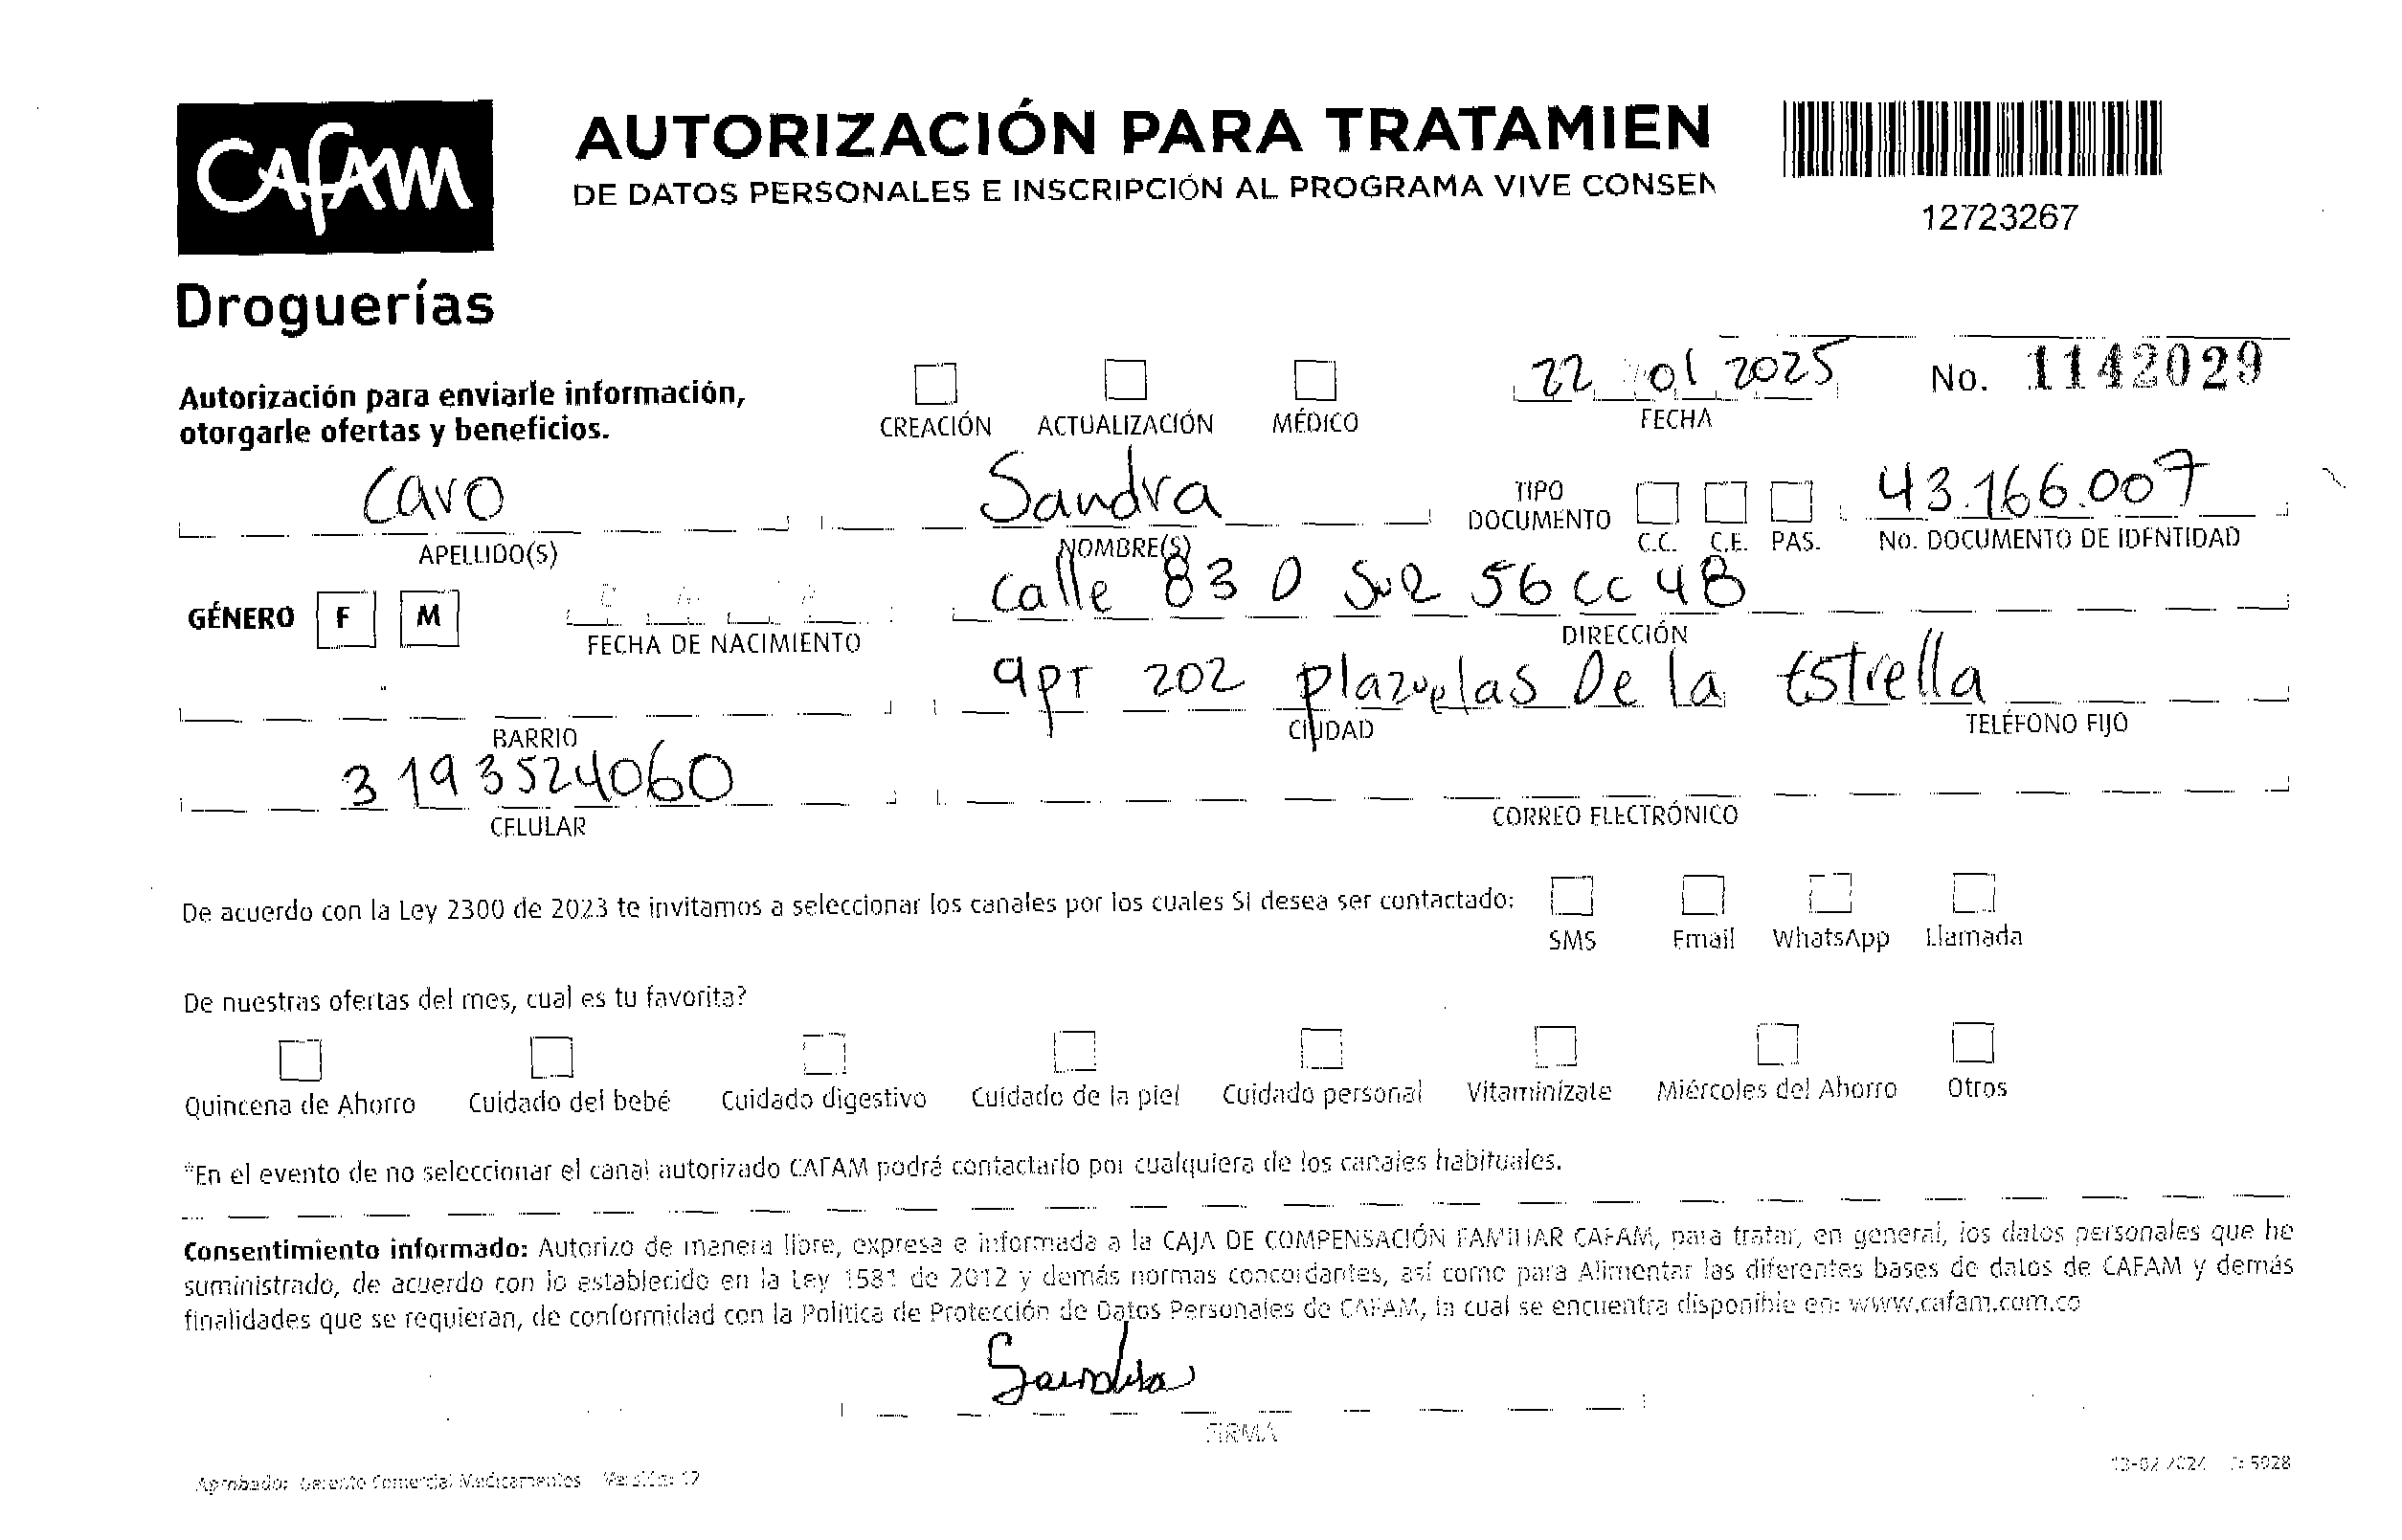 CAFAM
Droguerías
AUTORIZACIÓN PARA TRATAMIEN
DE DATOS PERSONALES E INSCRIPCIÓN AL PROGRAMA VIVE CONSEN
12723267
Autorización para enviarle información,
otorgarle ofertas y beneficios.
CREACIÓN ACTUALIZACIÓN MÉDICO
22 01 2025
FECHA
No. 1142029
Cavo Sandra TIPO DOCUMENTO C.C. C.E. PAS. 43.166.007
APELLIDO(S) NOMBRE(S) No. DOCUMENTO DE IDENTIDAD
GÉNERO F M
FECHA DE NACIMIENTO
Calle 83 D Sur 56 CC 48
DIRECCIÓN
apt 202 plazuelas De la Estrella
BARRIO CIUDAD TELÉFONO FIJO
3193524060
CELULAR CORREO ELECTRÓNICO
De acuerdo con la Ley 2300 de 2023 te invitamos a seleccionar los canales por los cuales SI desea ser contactado:
SMS Email WhatsApp Llamada
De nuestras ofertas del mes, cual es tu favorita?
Quincena de Ahorro Cuidado del bebé Cuidado digestivo Cuidado de la piel Cuidado personal Vitaminízate Miércoles del Ahorro Otros
*En el evento de no seleccionar el canal autorizado CAFAM podrá contactarlo por cualquiera de los canales habituales.
Consentimiento informado: Autorizo de manera libre, expresa e informada a la CAJA DE COMPENSACIÓN FAMILIAR CAFAM, para tratar, en general, los datos personales que he
suministrado, de acuerdo con lo establecido en la Ley 1581 de 2012 y demás normas concordantes, así como para Alimentar las diferentes bases de datos de CAFAM y demás
finalidades que se requieran, de conformidad con la Política de Protección de Datos Personales de CAFAM, la cual se encuentra disponible en: www.cafam.com.co
Sandra
FIRMA
Aprobado: Gerente Comercial Medicamentos Versión: 12